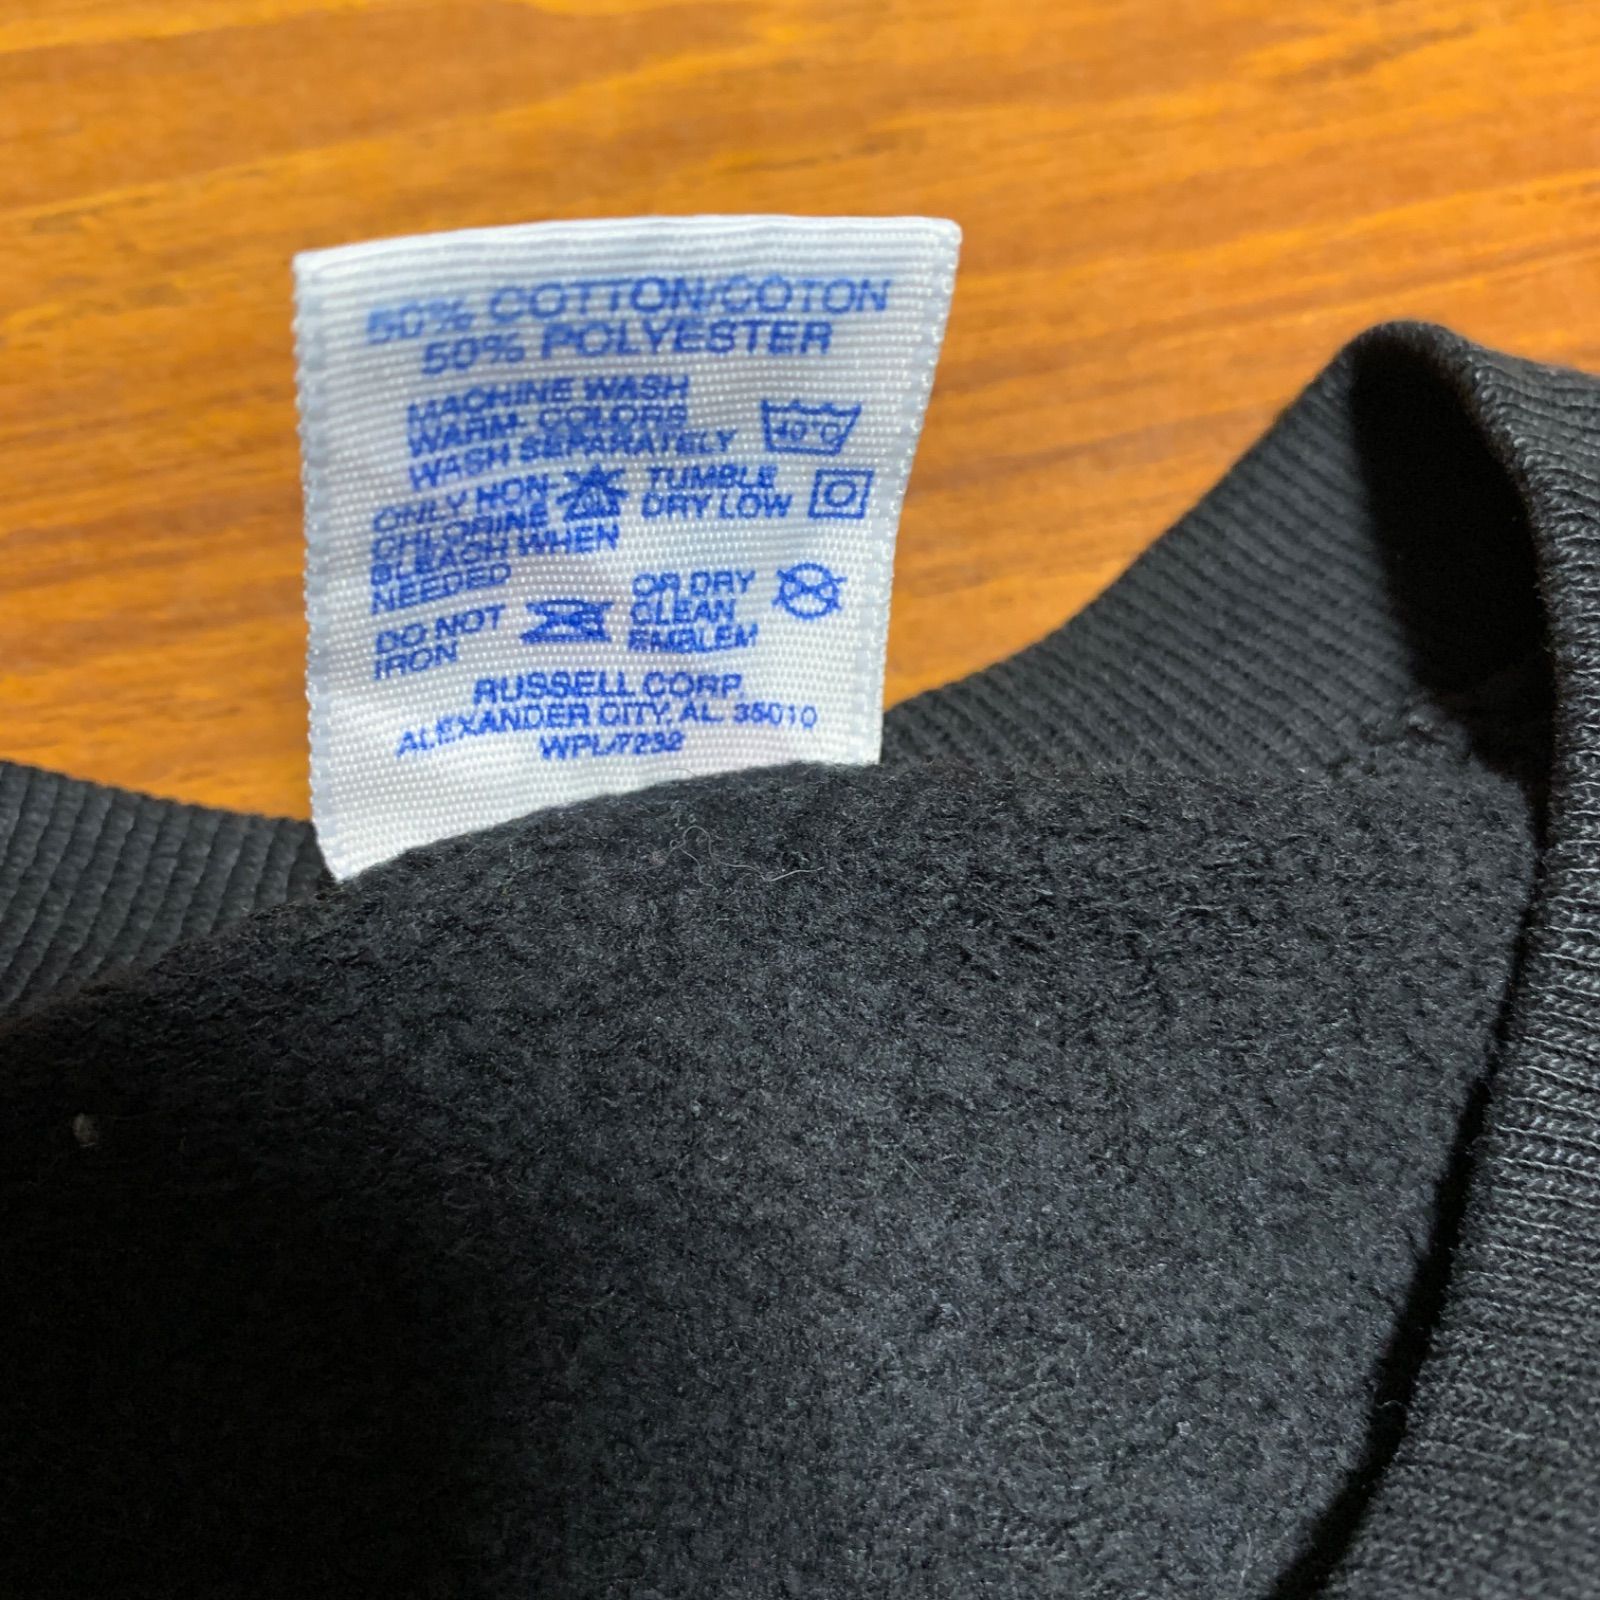 50% COTTON/COTON
50% POLYESTER
MACHINE WASH
WARM- COLORS
WASH SEPARATELY
40°C
ONLY NON-
CHLORINE
BLEACH WHEN
NEEDED
TUMBLE
DRY LOW
DO NOT
IRON
OR DRY
CLEAN
EMBLEM
RUSSELL CORP.
ALEXANDER CITY, AL. 35010
WPL/7232